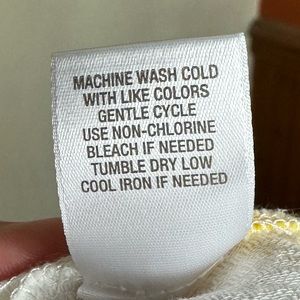 MACHINE WASH COLD
WITH LIKE COLORS
GENTLE CYCLE
USE NON-CHLORINE
BLEACH IF NEEDED
TUMBLE DRY LOW
COOL IRON IF NEEDED